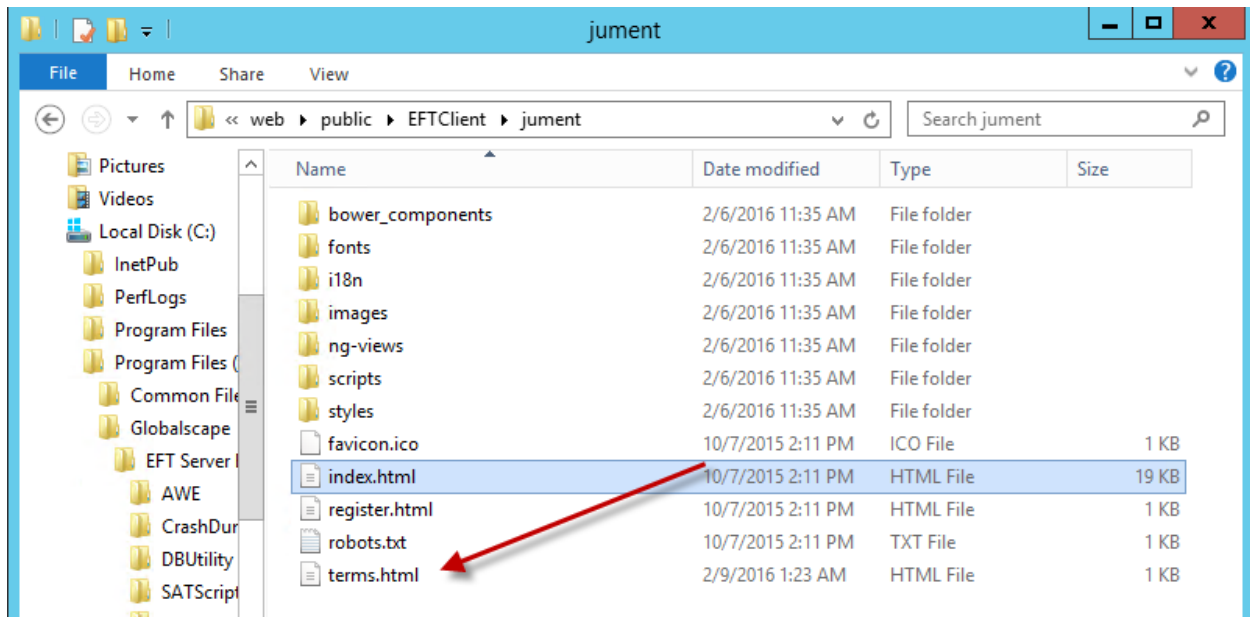 jument
File Home Share View
« web public EFTClient jument Search jument
Pictures
Videos
Local Disk (C:)
InetPub
PerfLogs
Program Files
Program Files (
Common File
Globalscape
EFT Server I
AWE
CrashDur
DBUtility
SATScript
Name Date modified Type Size
bower_components 2/6/2016 11:35 AM File folder
fonts 2/6/2016 11:35 AM File folder
i18n 2/6/2016 11:35 AM File folder
images 2/6/2016 11:35 AM File folder
ng-views 2/6/2016 11:35 AM File folder
scripts 2/6/2016 11:35 AM File folder
styles 2/6/2016 11:35 AM File folder
favicon.ico 10/7/2015 2:11 PM ICO File 1 KB
index.html 10/7/2015 2:11 PM HTML File 19 KB
register.html 10/7/2015 2:11 PM HTML File 1 KB
robots.txt 10/7/2015 2:11 PM TXT File 1 KB
terms.html 2/9/2016 1:23 AM HTML File 1 KB